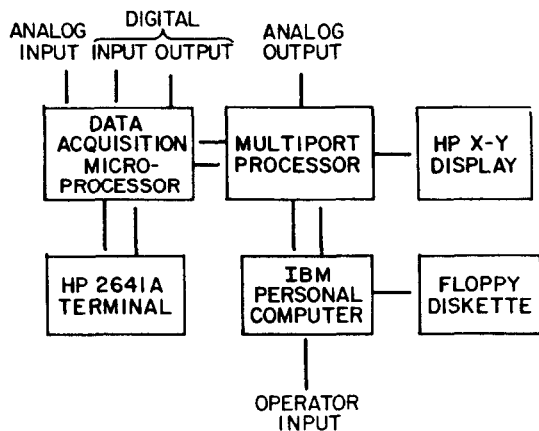 ANALOG
INPUT
DIGITAL
INPUT OUTPUT
ANALOG
OUTPUT
DATA
ACQUISITION
MICRO-
PROCESSOR
MULTIPORT
PROCESSOR
HP X-Y
DISPLAY
HP 2641A
TERMINAL
IBM
PERSONAL
COMPUTER
FLOPPY
DISKETTE
OPERATOR
INPUT